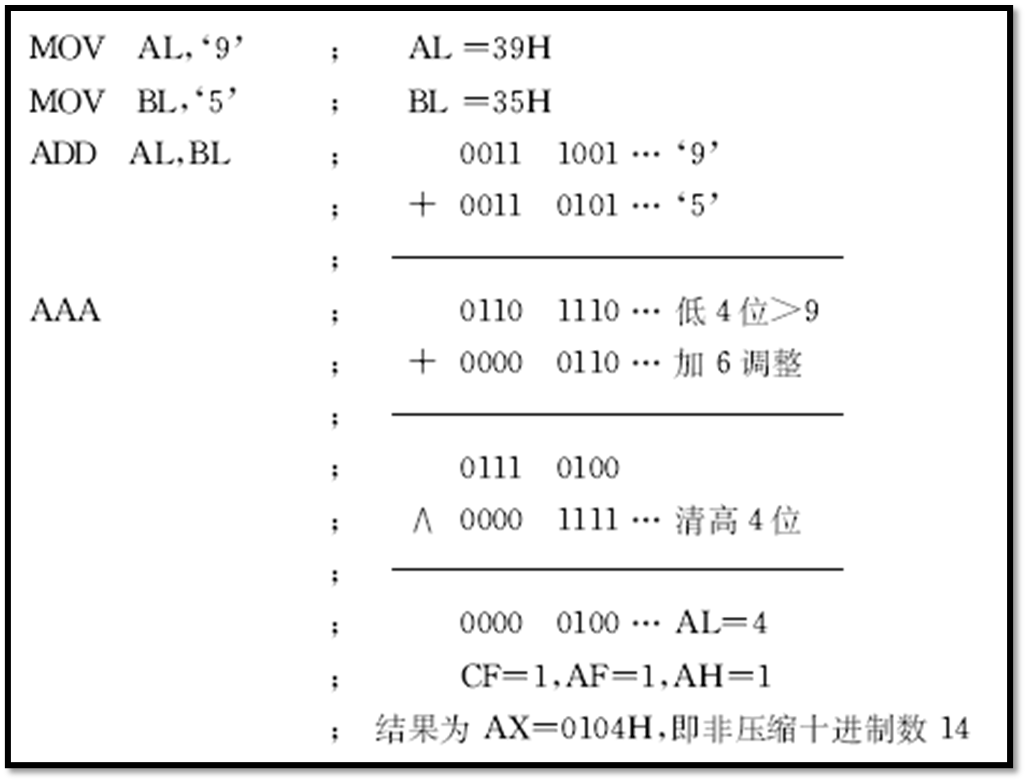 MOV AL,‘9’ ; AL =39H
MOV BL,‘5’ ; BL =35H
ADD AL,BL ; 0011 1001 … ‘9’
; + 0011 0101 … ‘5’
;
AAA ; 0110 1110 … 低 4 位>9
; + 0000 0110 … 加 6 调整
;
; 0111 0100
; ∧ 0000 1111 … 清高 4 位
;
; 0000 0100 … AL=4
; CF=1,AF=1,AH=1
; 结果为 AX=0104H,即非压缩十进制数 14